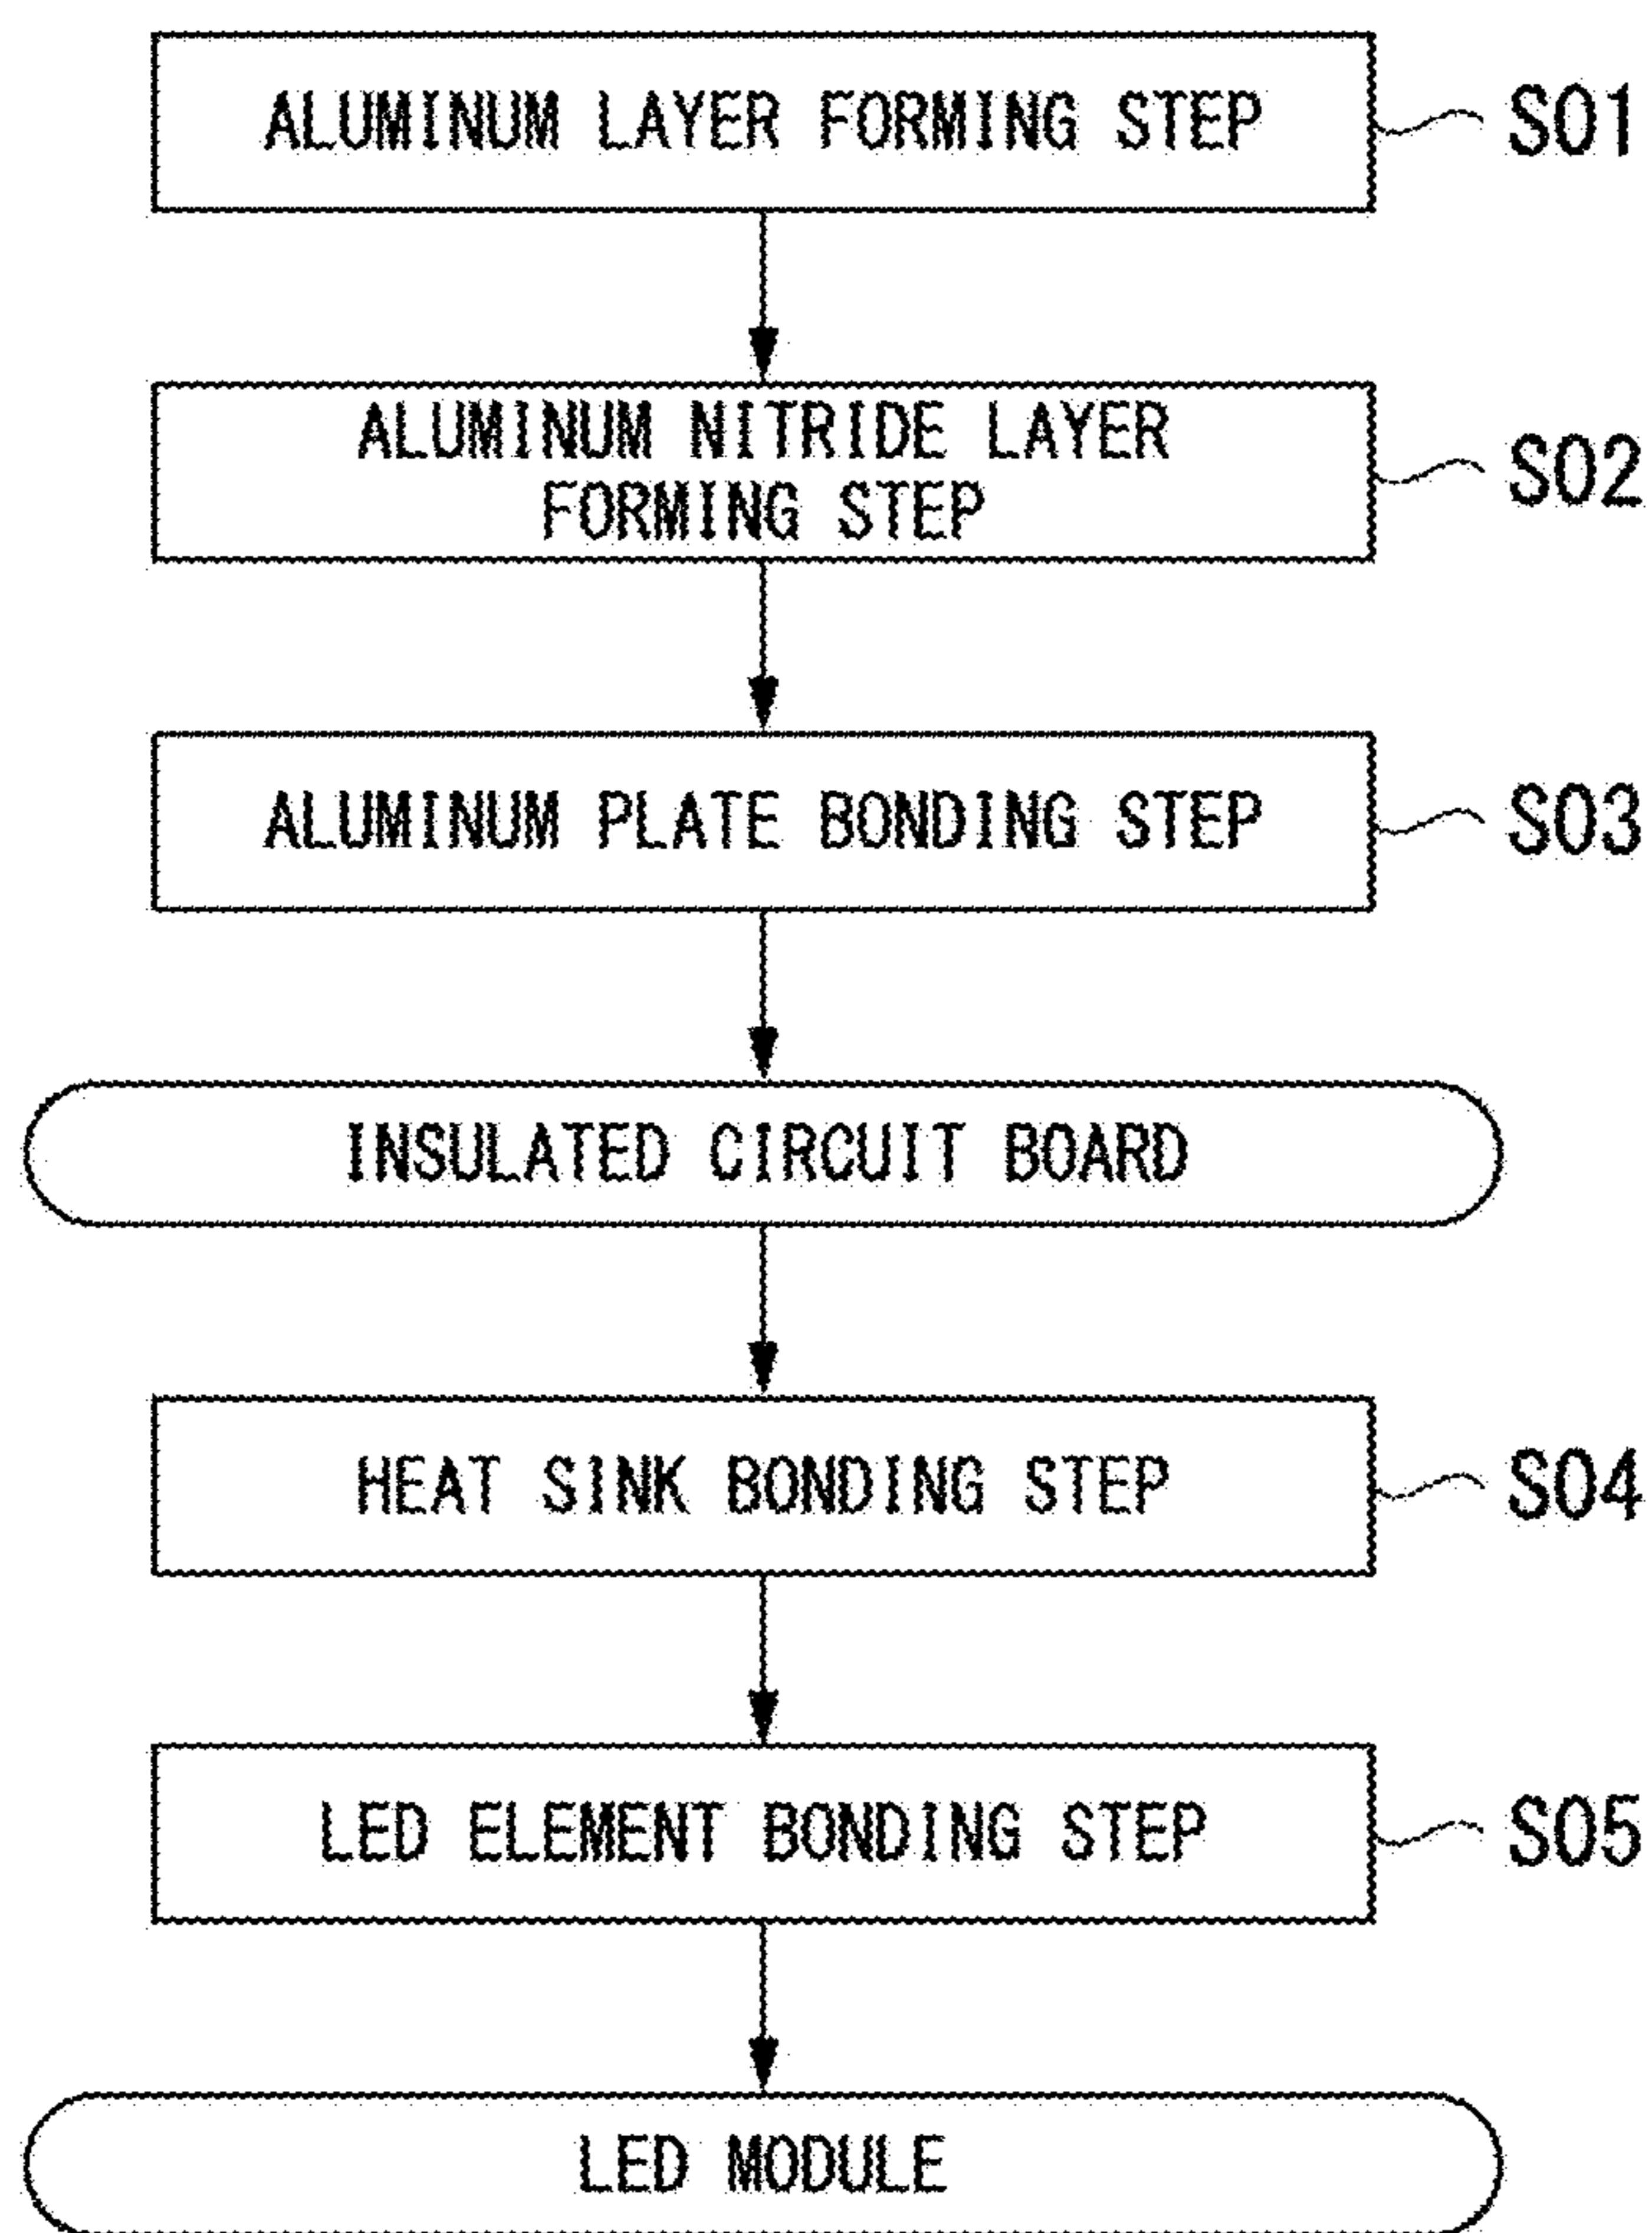 ALUMINUM LAYER FORMING STEP
S01
ALUMINUM NITRIDE LAYER
FORMING STEP
S02
ALUMINUM PLATE BONDING STEP
S03
INSULATED CIRCUIT BOARD
HEAT SINK BONDING STEP
S04
LED ELEMENT BONDING STEP
S05
LED MODULE